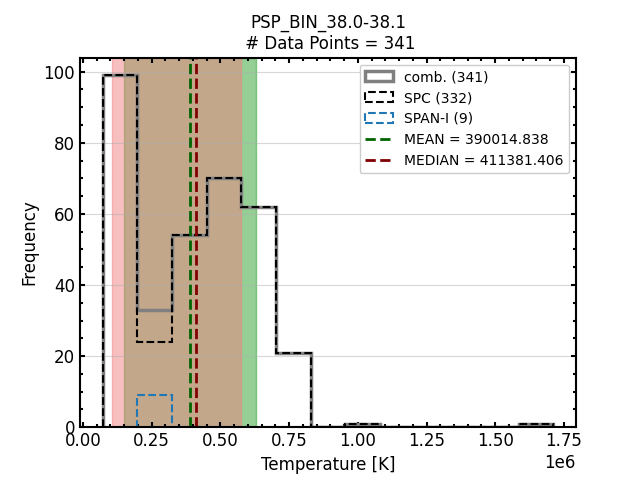 PSP_BIN_38.0-38.1
# Data Points = 341
comb. (341)
SPC (332)
SPAN-I (9)
MEAN = 390014.838
MEDIAN = 411381.406
100
80
60
40
20
0
Frequency
0.00 0.25 0.50 0.75 1.00 1.25 1.50 1.75
1e6
Temperature [K]